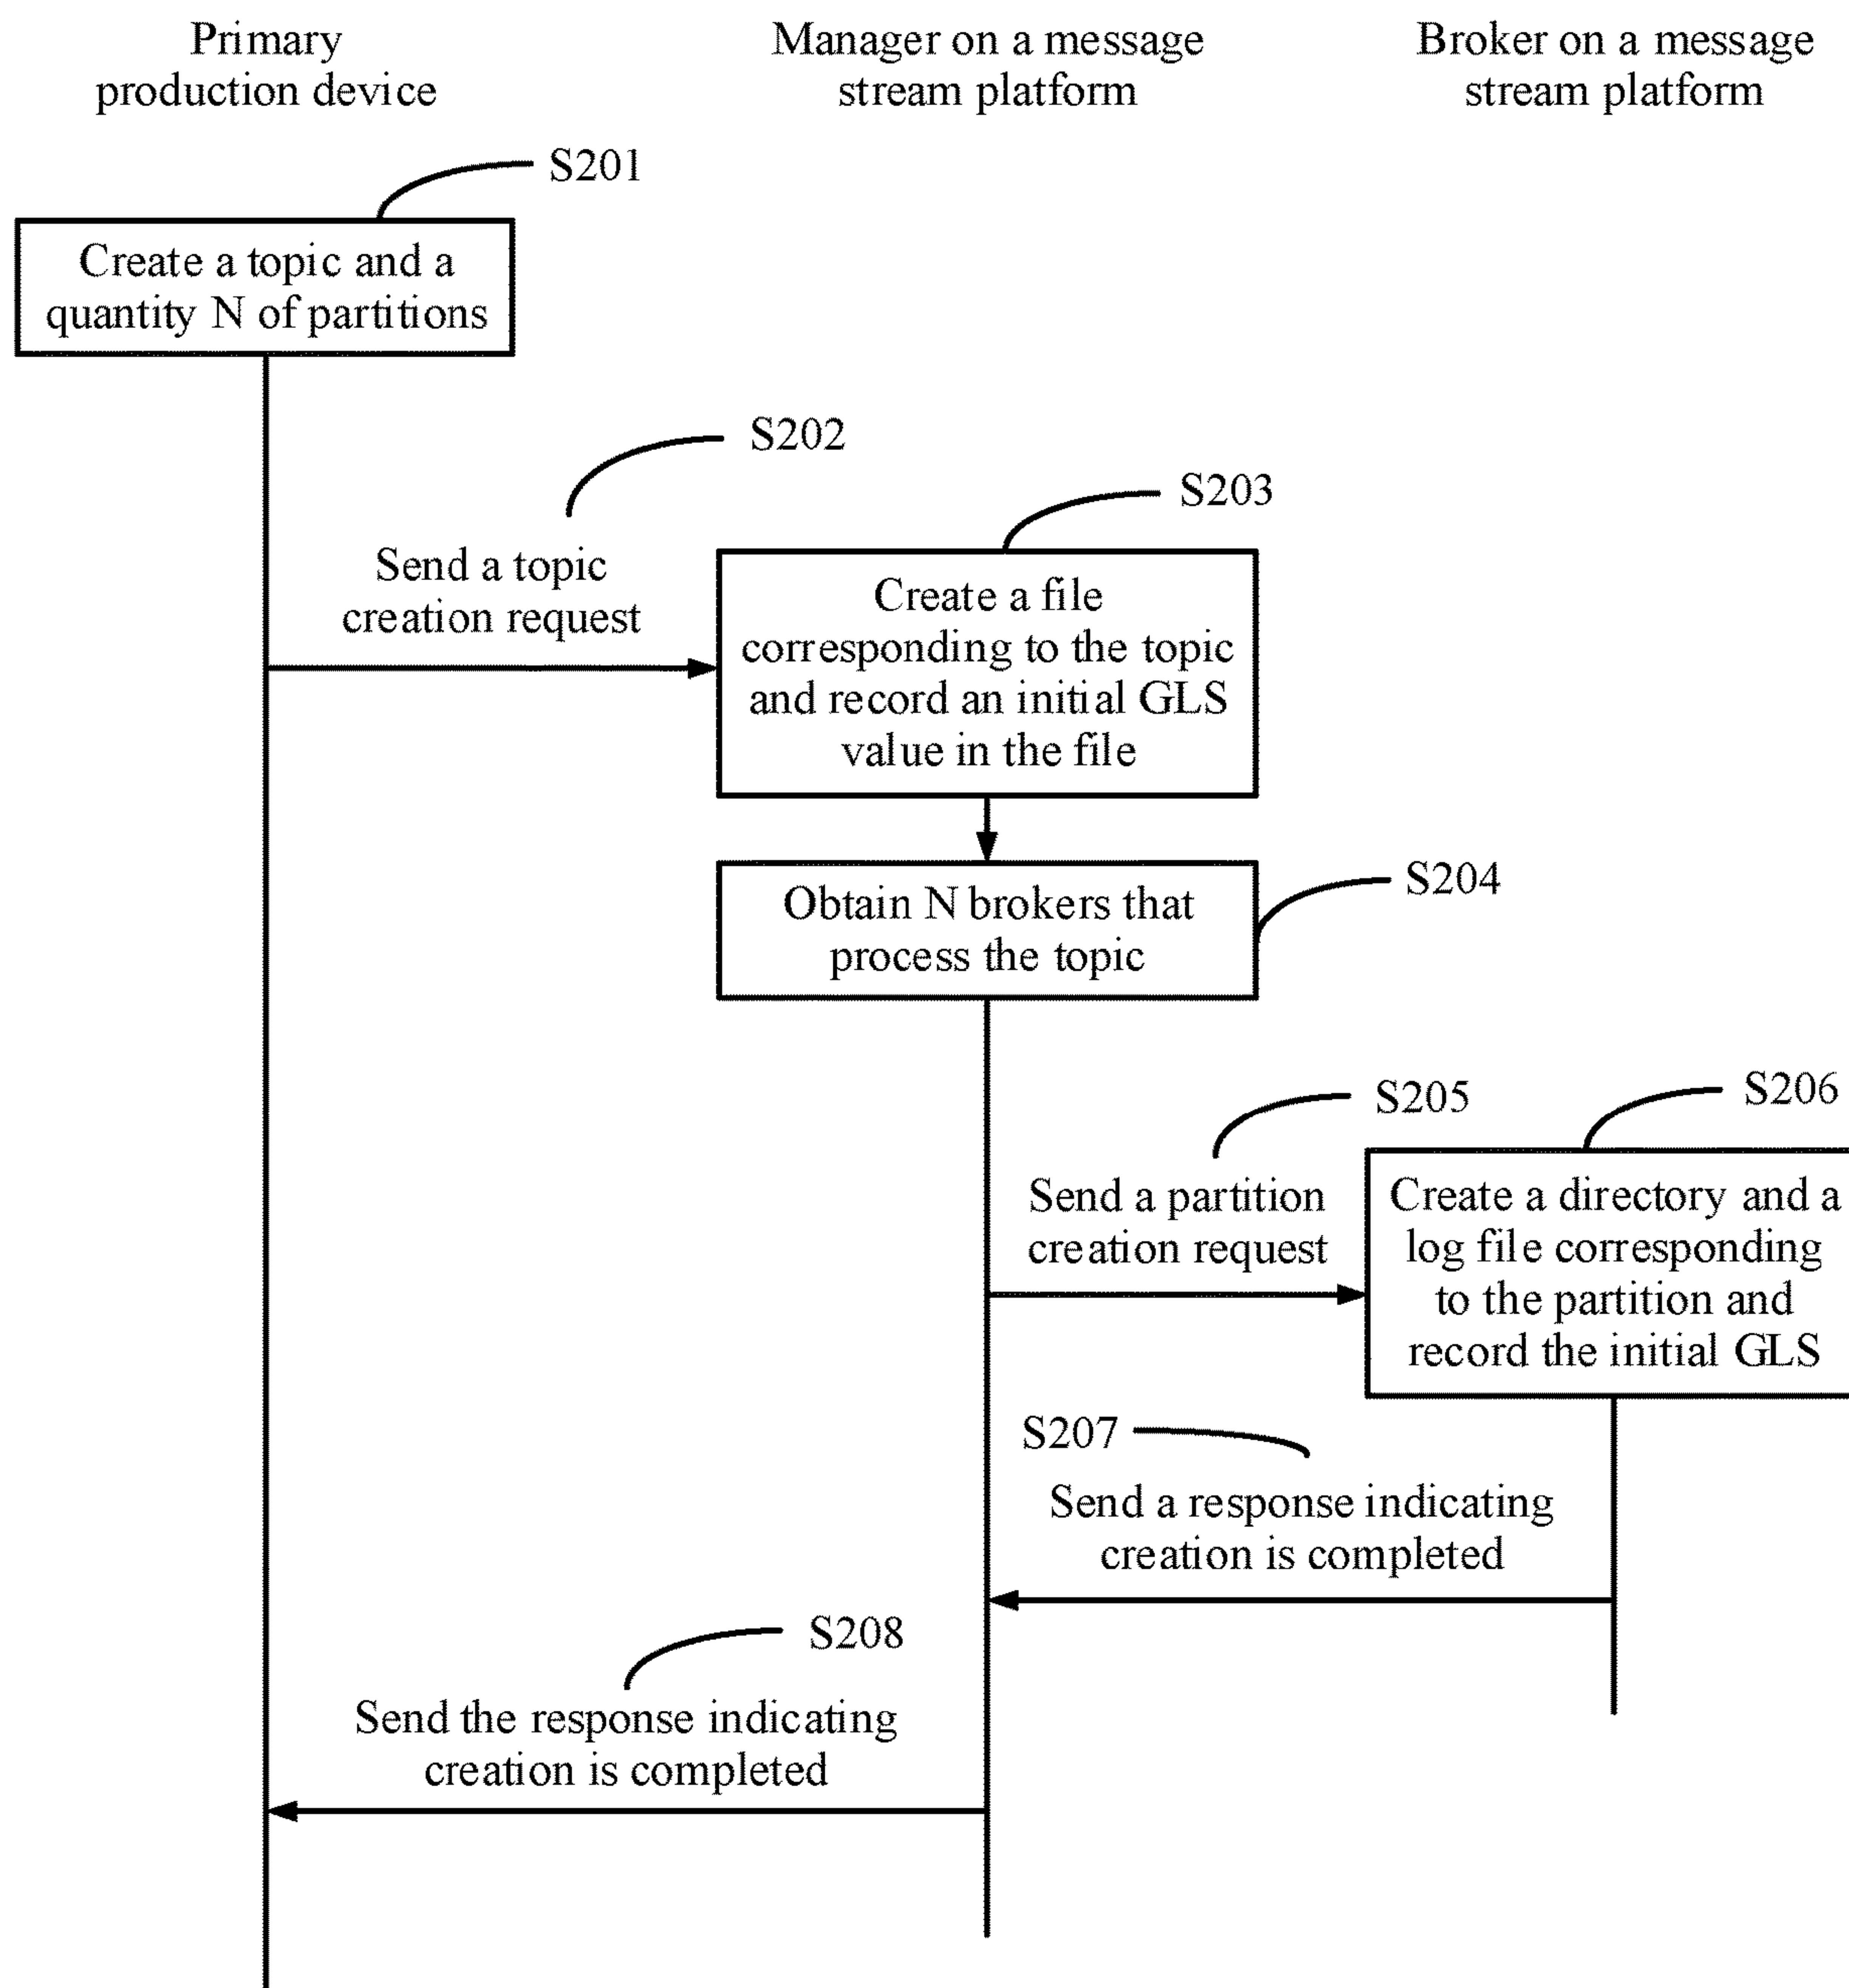 Primary
production device
Manager on a message
stream platform
Broker on a message
stream platform
S201
Create a topic and a
quantity N of partitions
S202
Send a topic
creation request
S203
Create a file
corresponding to the topic
and record an initial GLS
value in the file
S204
Obtain N brokers that
process the topic
S205
Send a partition
creation request
S206
Create a directory and a
log file corresponding
to the partition and
record the initial GLS
S207
Send a response indicating
creation is completed
S208
Send the response indicating
creation is completed